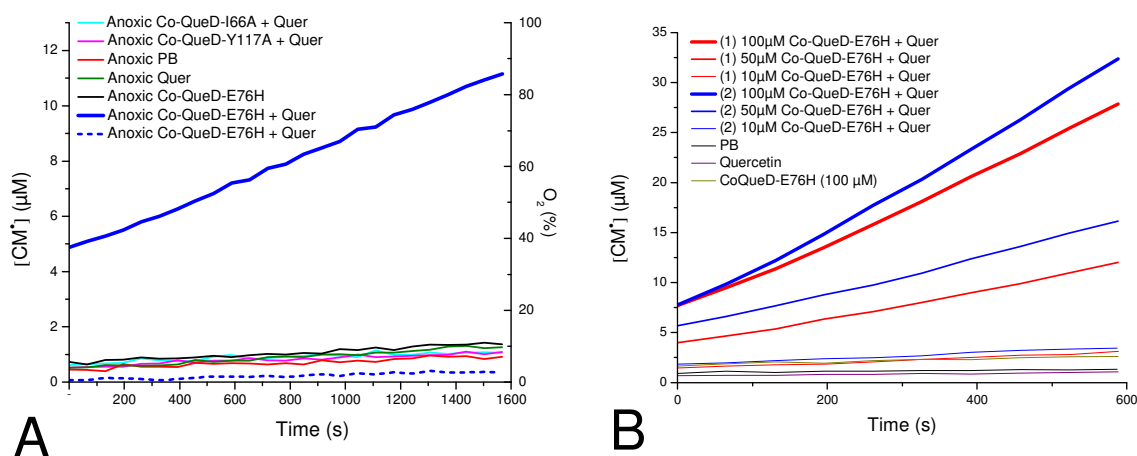 Anoxic Co-QueD-I66A + Quer
Anoxic Co-QueD-Y117A + Quer
Anoxic PB
Anoxic Quer
Anoxic Co-QueD-E76H
Anoxic Co-QueD-E76H + Quer
Anoxic Co-QueD-E76H + Quer
12
10
8
6
4
2
0
[CM•] (µM)
100
80
60
40
20
0
O2 (%)
-
200
400
600
800
1000
1200
1400
1600
Time (s)
A
(1) 100µM Co-QueD-E76H + Quer
(1) 50µM Co-QueD-E76H + Quer
(1) 10µM Co-QueD-E76H + Quer
(2) 100µM Co-QueD-E76H + Quer
(2) 50µM Co-QueD-E76H + Quer
(2) 10µM Co-QueD-E76H + Quer
PB
Quercetin
CoQueD-E76H (100 µM)
35
30
25
20
15
10
5
0
[CM•] (µM)
0
200
400
600
Time (s)
B